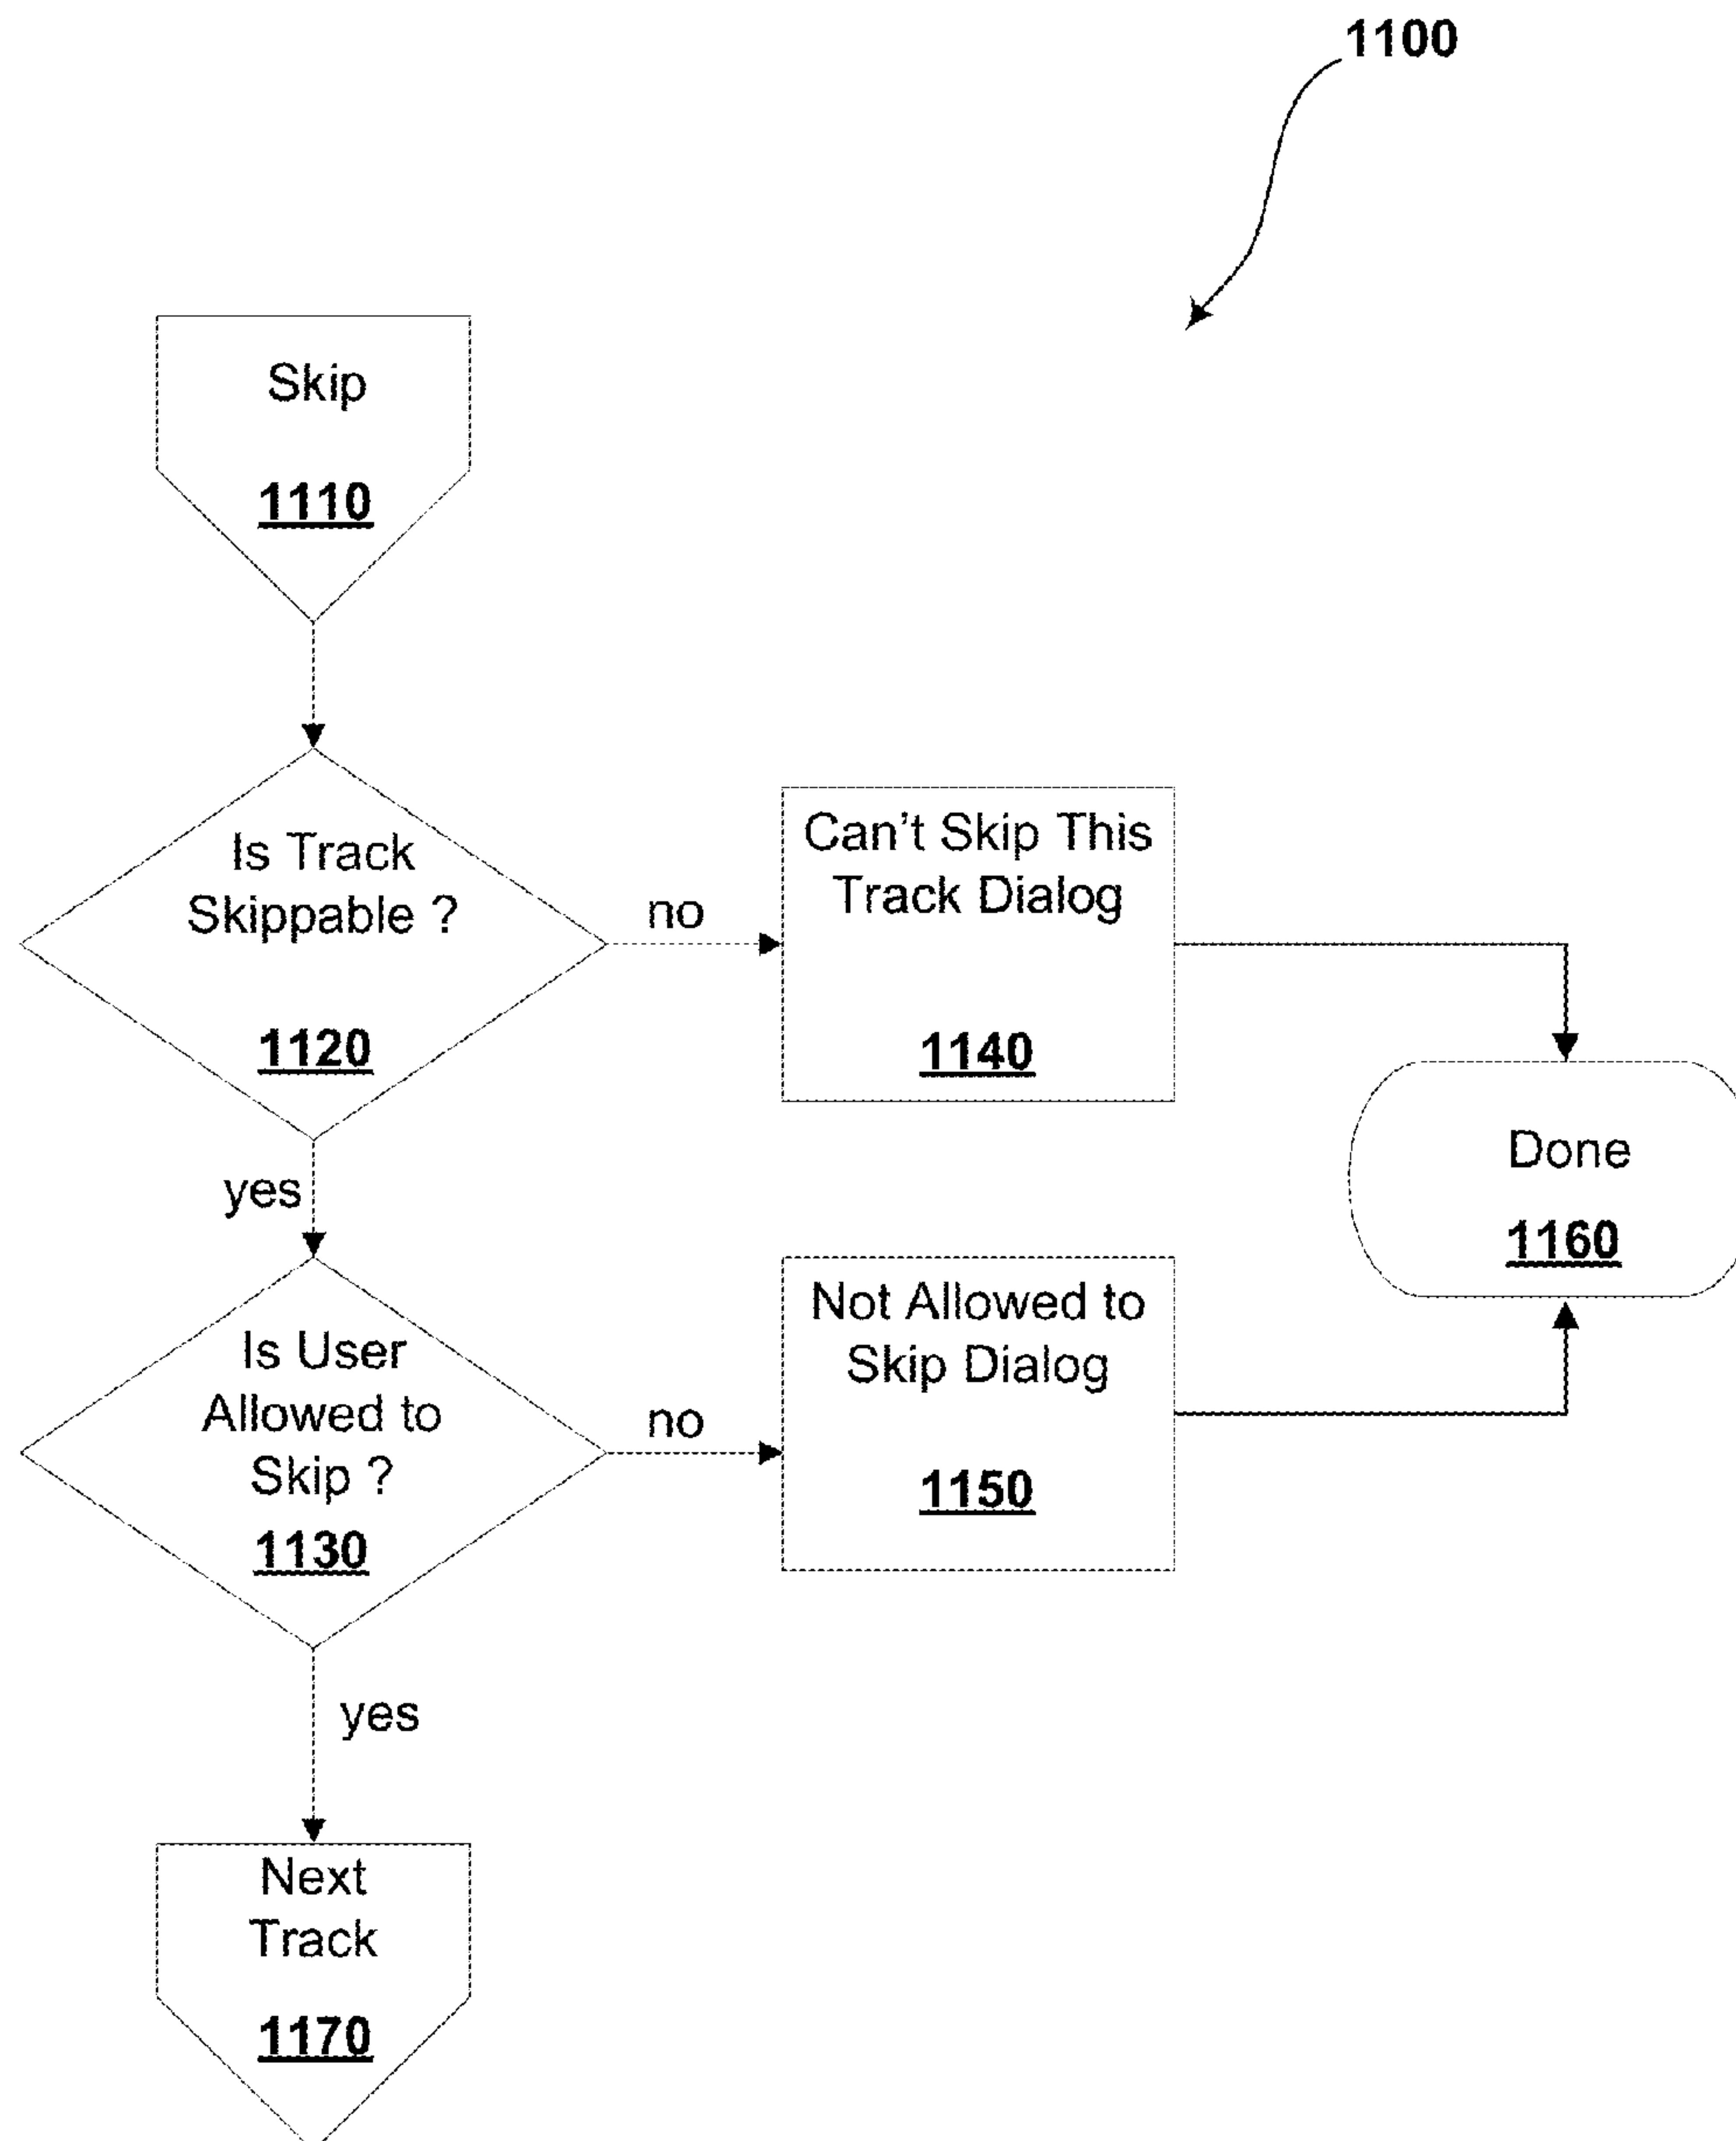 1100
Skip
1110
Is Track
Skippable ?
1120
no
Can't Skip This
Track Dialog
1140
Done
1160
yes
Is User
Allowed to
Skip ?
1130
no
Not Allowed to
Skip Dialog
1150
yes
Next
Track
1170